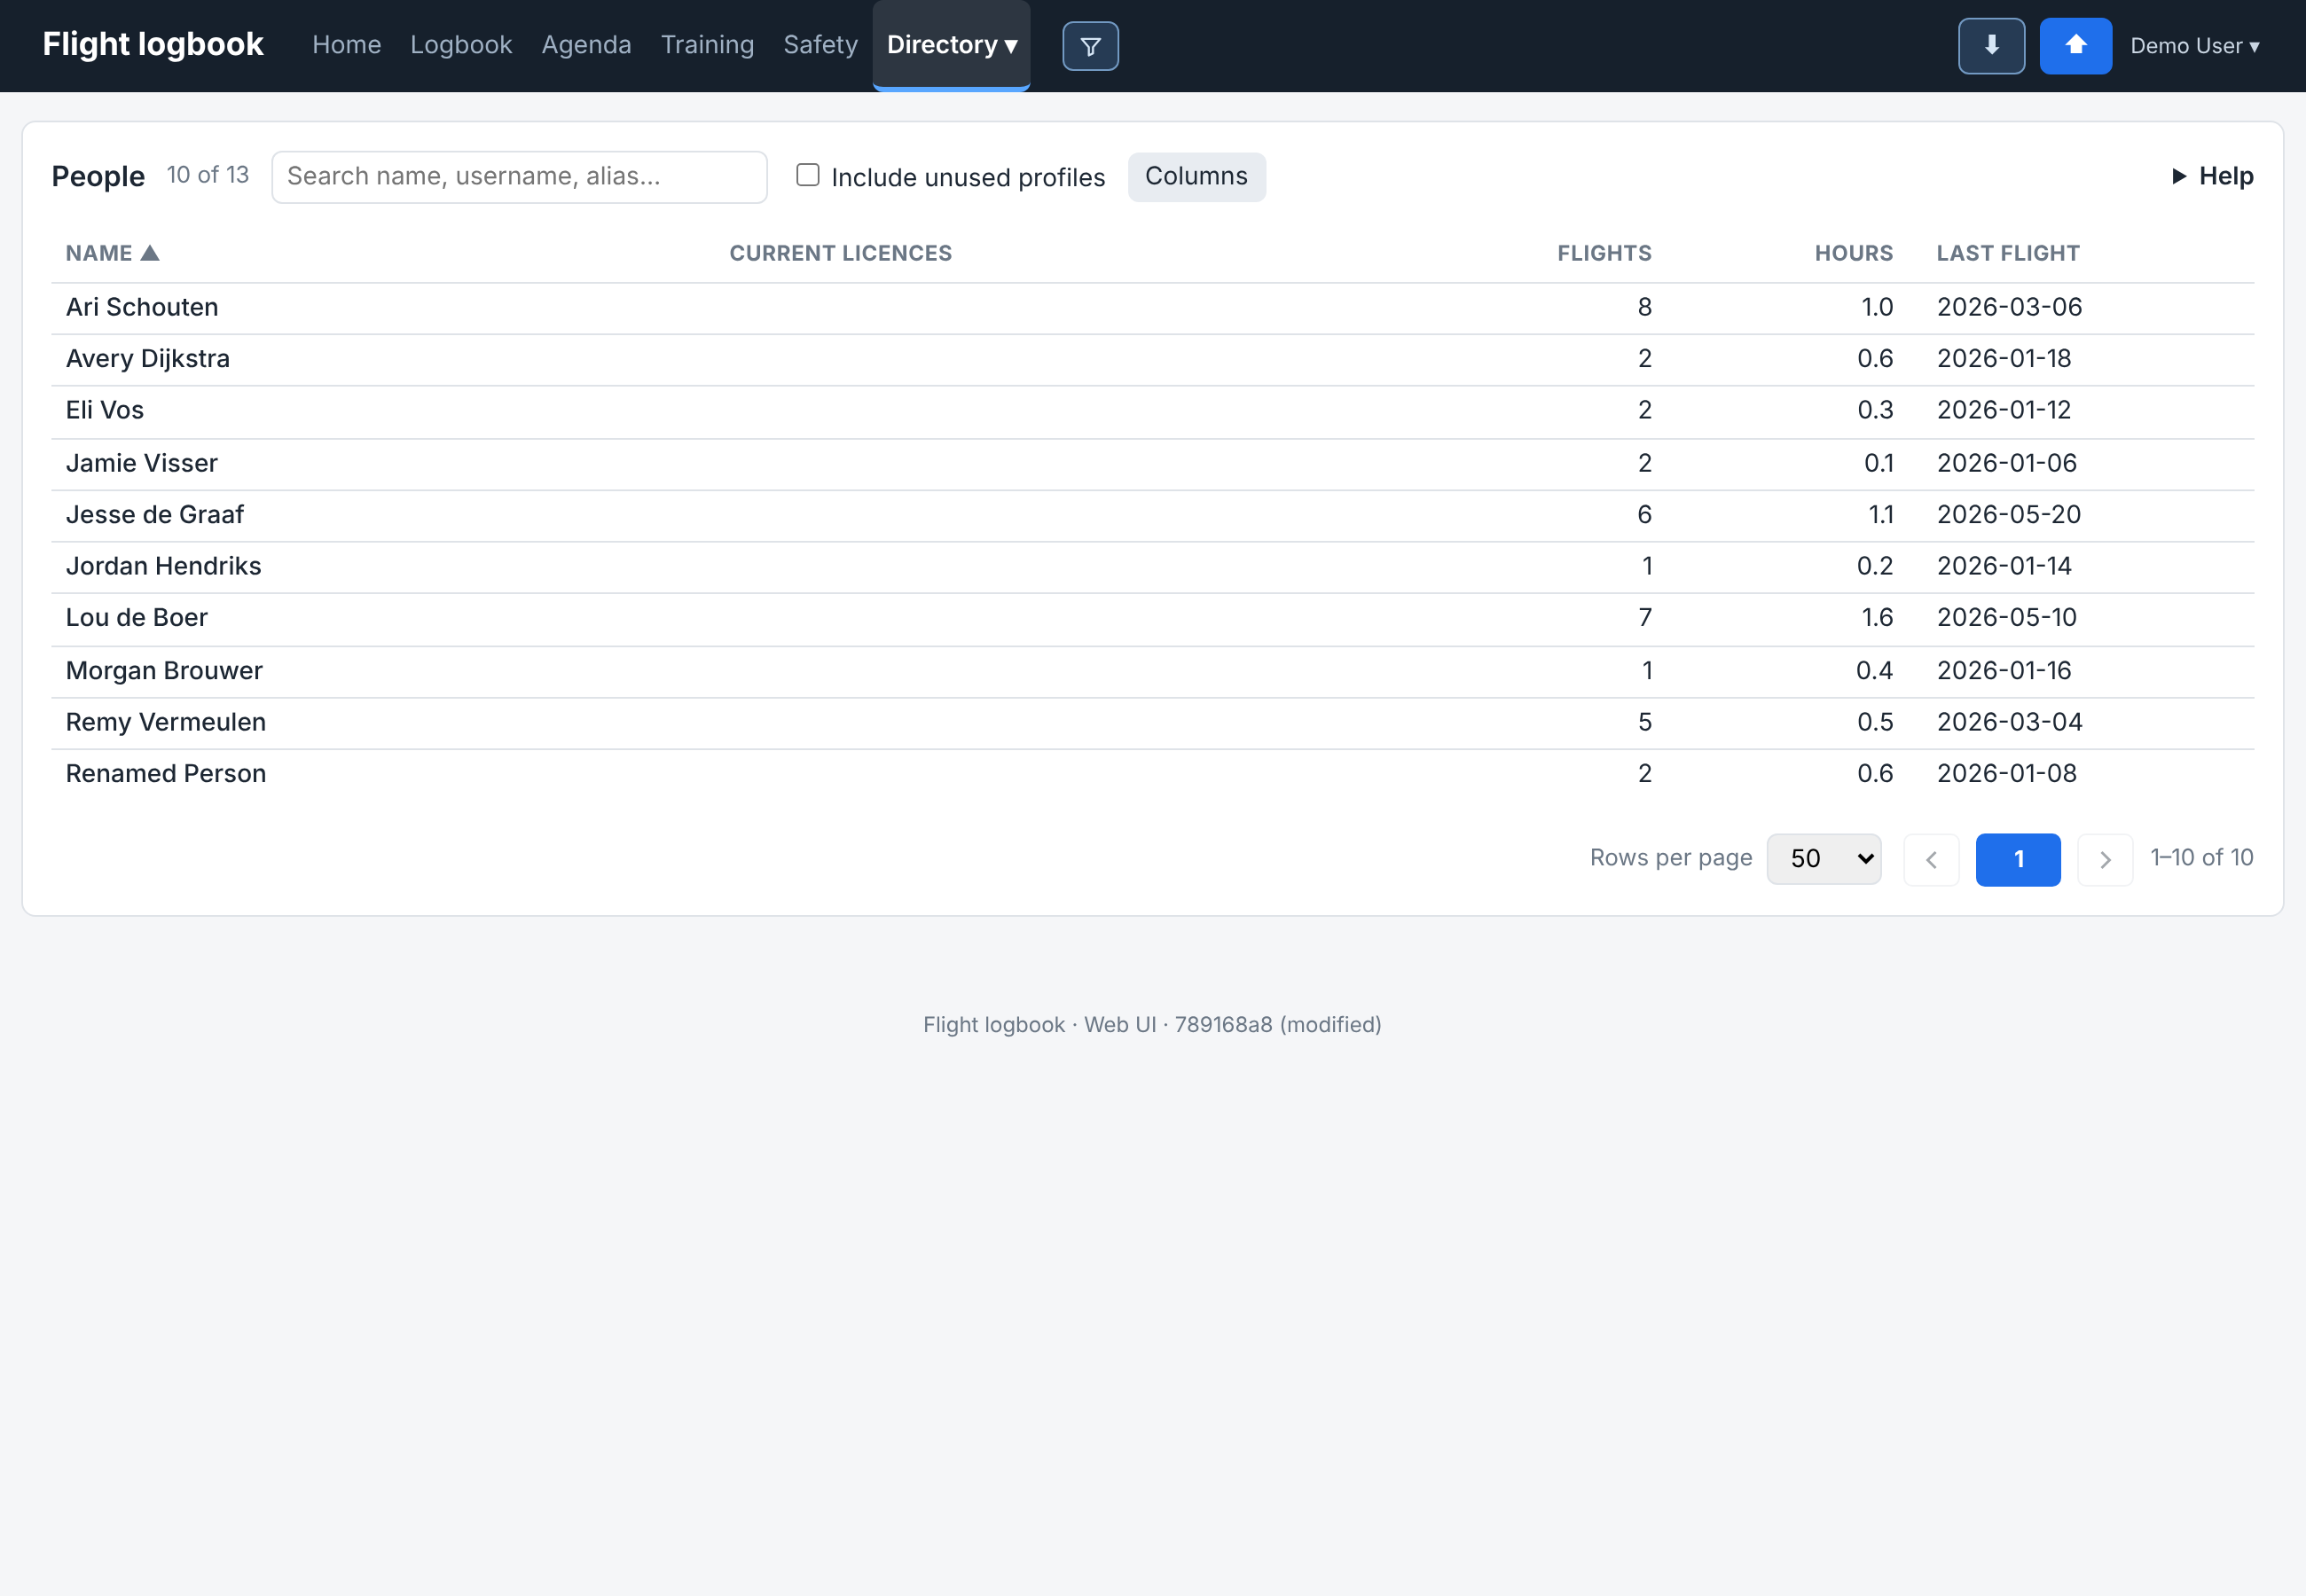 Flight logbook Home Logbook Agenda Training Safety Directory ▾ Demo User ▾
People 10 of 13 Search name, username, alias... Include unused profiles Columns ▶ Help
NAME ▲ CURRENT LICENCES FLIGHTS HOURS LAST FLIGHT
Ari Schouten 8 1.0 2026-03-06
Avery Dijkstra 2 0.6 2026-01-18
Eli Vos 2 0.3 2026-01-12
Jamie Visser 2 0.1 2026-01-06
Jesse de Graaf 6 1.1 2026-05-20
Jordan Hendriks 1 0.2 2026-01-14
Lou de Boer 7 1.6 2026-05-10
Morgan Brouwer 1 0.4 2026-01-16
Remy Vermeulen 5 0.5 2026-03-04
Renamed Person 2 0.6 2026-01-08
Rows per page 50 1 1–10 of 10
Flight logbook · Web UI · 789168a8 (modified)